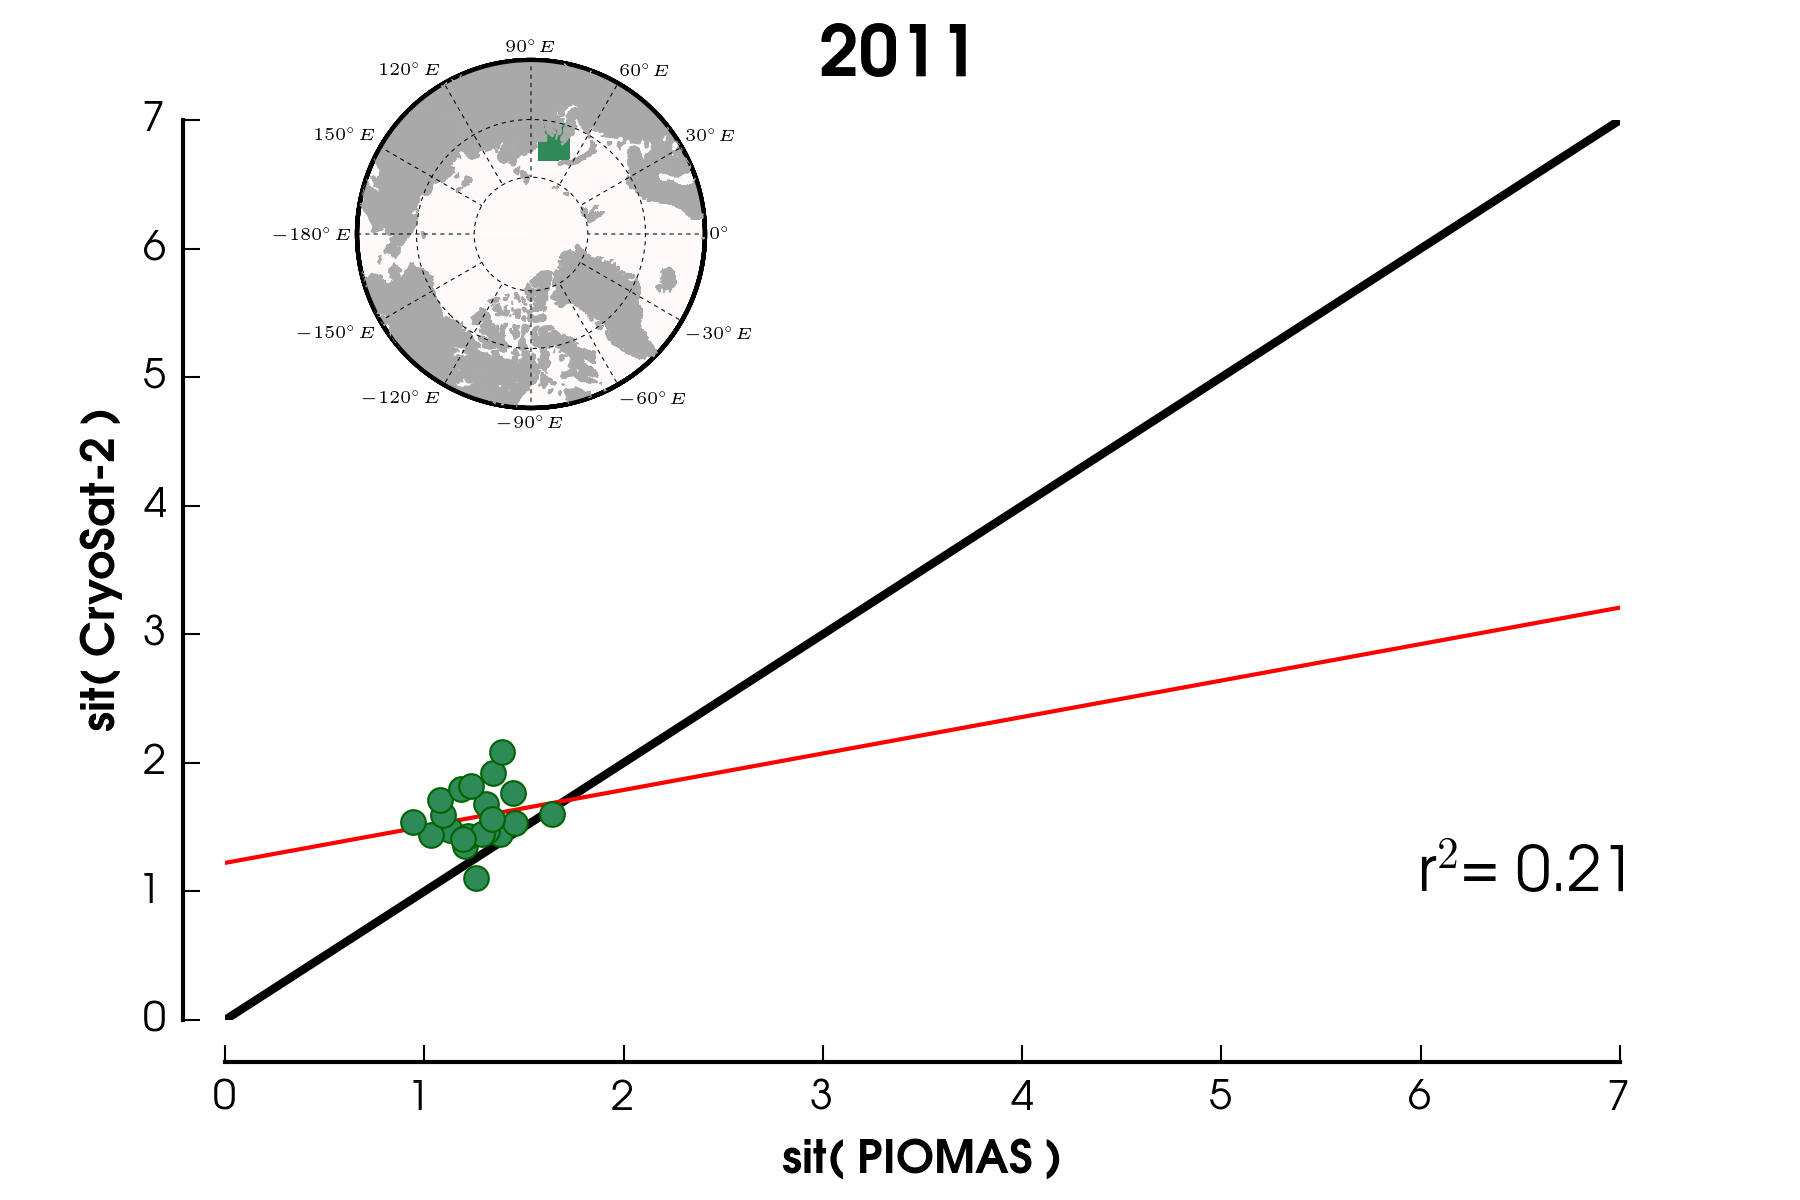 2011
90° E
120° E
60° E
150° E
30° E
−180° E
0°
−150° E
−30° E
−120° E
−60° E
−90° E
7
6
5
4
3
2
1
0
sit( CryoSat-2 )
r²= 0.21
0 1 2 3 4 5 6 7
sit( PIOMAS )